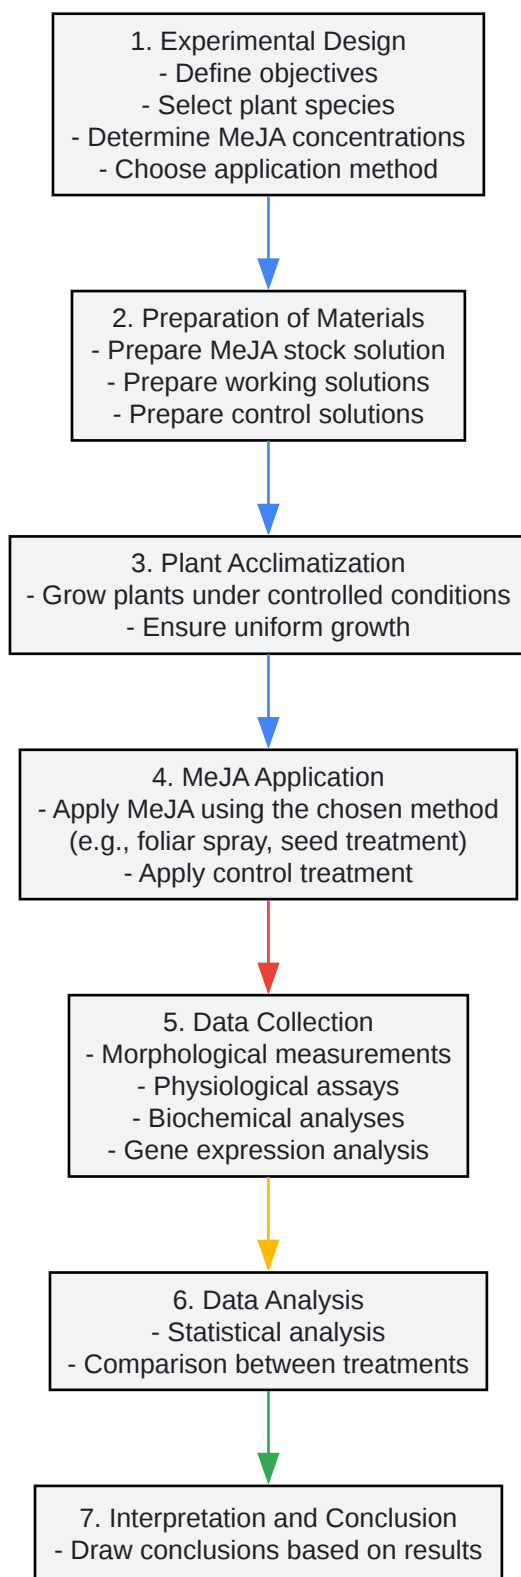 1. Experimental Design
- Define objectives
- Select plant species
- Determine MeJA concentrations
- Choose application method
2. Preparation of Materials
- Prepare MeJA stock solution
- Prepare working solutions
- Prepare control solutions
3. Plant Acclimatization
- Grow plants under controlled conditions
- Ensure uniform growth
4. MeJA Application
- Apply MeJA using the chosen method
(e.g., foliar spray, seed treatment)
- Apply control treatment
5. Data Collection
- Morphological measurements
- Physiological assays
- Biochemical analyses
- Gene expression analysis
6. Data Analysis
- Statistical analysis
- Comparison between treatments
7. Interpretation and Conclusion
- Draw conclusions based on results